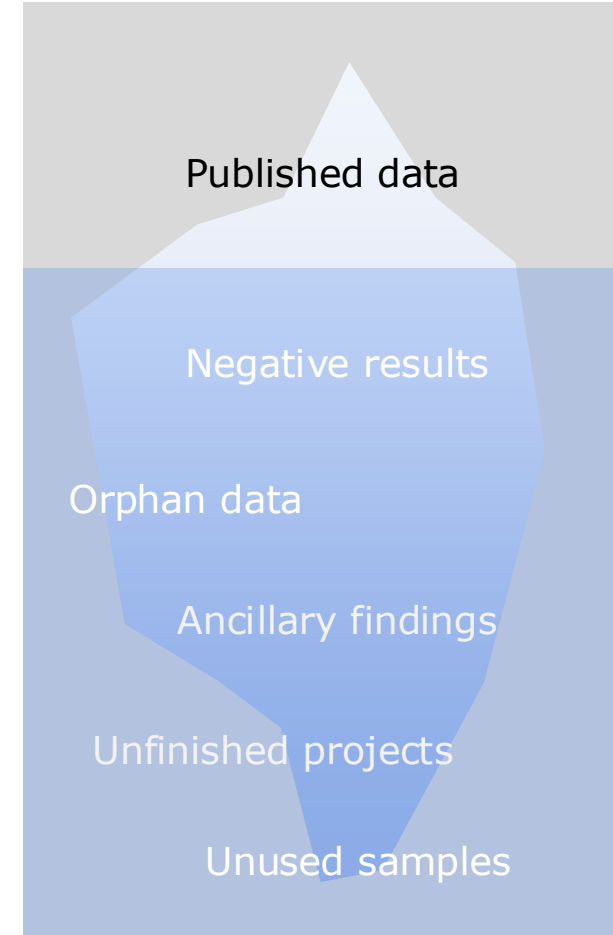 Published data
Negative results
Orphan data
Ancillary findings
Unfinished projects
Unused samples